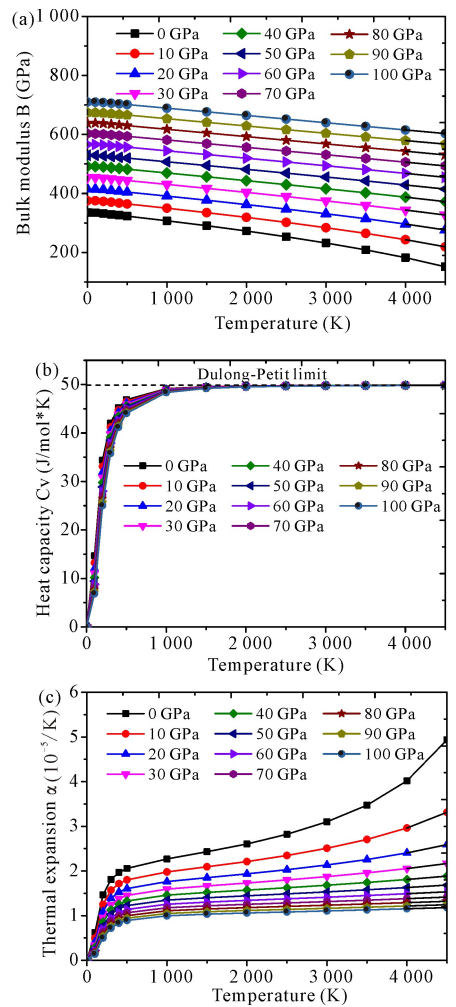 (a) 1 000
0 GPa 40 GPa 80 GPa
10 GPa 50 GPa 90 GPa
20 GPa 60 GPa 100 GPa
30 GPa 70 GPa
800
600
400
200
Bulk modulus B (GPa)
0 1 000 2 000 3 000 4 000
Temperature (K)
(b)
Dulong-Petit limit
50
40
30
20
10
0
Heat capacity Cv (J/mol*K)
0 GPa 40 GPa 80 GPa
10 GPa 50 GPa 90 GPa
20 GPa 60 GPa 100 GPa
30 GPa 70 GPa
0 1 000 2 000 3 000 4 000
Temperature (K)
(c)
6
5
4
3
2
1
0
Thermal expansion α (10⁻⁵/K)
0 GPa 40 GPa 80 GPa
10 GPa 50 GPa 90 GPa
20 GPa 60 GPa 100 GPa
30 GPa 70 GPa
0 1 000 2 000 3 000 4 000
Temperature (K)